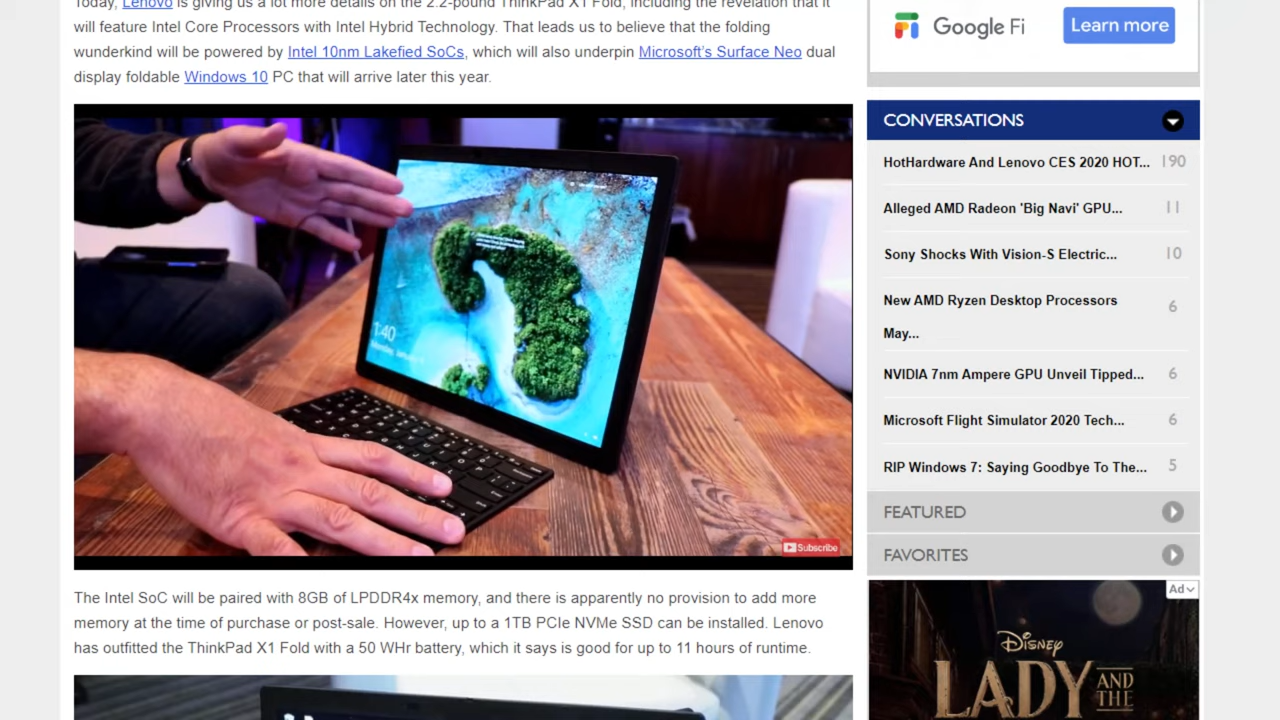 Today, Lenovo is giving us a lot more details on the 2.2-pound ThinkPad X1 Fold, including the revelation that it
will feature Intel Core Processors with Intel Hybrid Technology. That leads us to believe that the folding
wunderkind will be powered by Intel 10nm Lakefield SoCs, which will also underpin Microsoft's Surface Neo dual
display foldable Windows 10 PC that will arrive later this year.
1:40
Subscribe
The Intel SoC will be paired with 8GB of LPDDR4x memory, and there is apparently no provision to add more
memory at the time of purchase or post-sale. However, up to a 1TB PCIe NVMe SSD can be installed. Lenovo
has outfitted the ThinkPad X1 Fold with a 50 WHr battery, which it says is good for up to 11 hours of runtime.
Google Fi
Learn more
CONVERSATIONS
HotHardware And Lenovo CES 2020 HOT... 190
Alleged AMD Radeon 'Big Navi' GPU... 11
Sony Shocks With Vision-S Electric... 10
New AMD Ryzen Desktop Processors 6
May...
NVIDIA 7nm Ampere GPU Unveil Tipped... 6
Microsoft Flight Simulator 2020 Tech... 6
RIP Windows 7: Saying Goodbye To The... 5
FEATURED
FAVORITES
Ad
Disney
LADY AND
THE